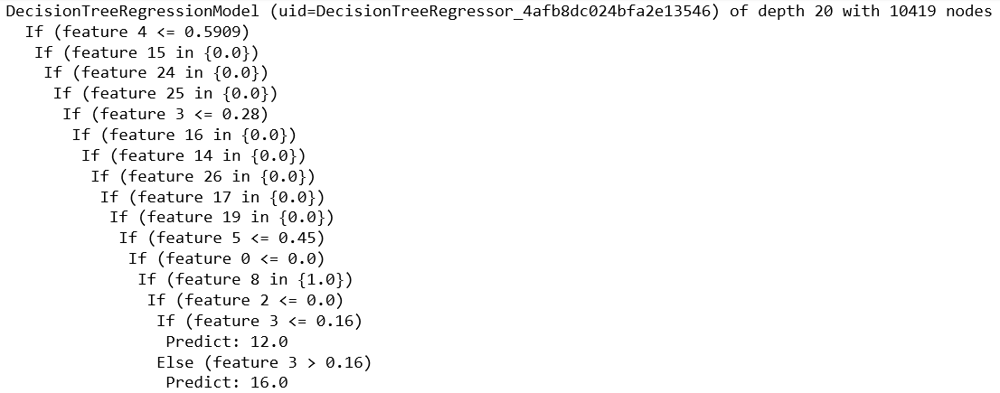 DecisionTreeRegressionModel (uid=DecisionTreeRegressor_4afb8dc024bfa2e13546) of depth 20 with 10419 nodes
If (feature 4 <= 0.5909)
If (feature 15 in {0.0})
If (feature 24 in {0.0})
If (feature 25 in {0.0})
If (feature 3 <= 0.28)
If (feature 16 in {0.0})
If (feature 14 in {0.0})
If (feature 26 in {0.0})
If (feature 17 in {0.0})
If (feature 19 in {0.0})
If (feature 5 <= 0.45)
If (feature 0 <= 0.0)
If (feature 8 in {1.0})
If (feature 2 <= 0.0)
If (feature 3 <= 0.16)
Predict: 12.0
Else (feature 3 > 0.16)
Predict: 16.0